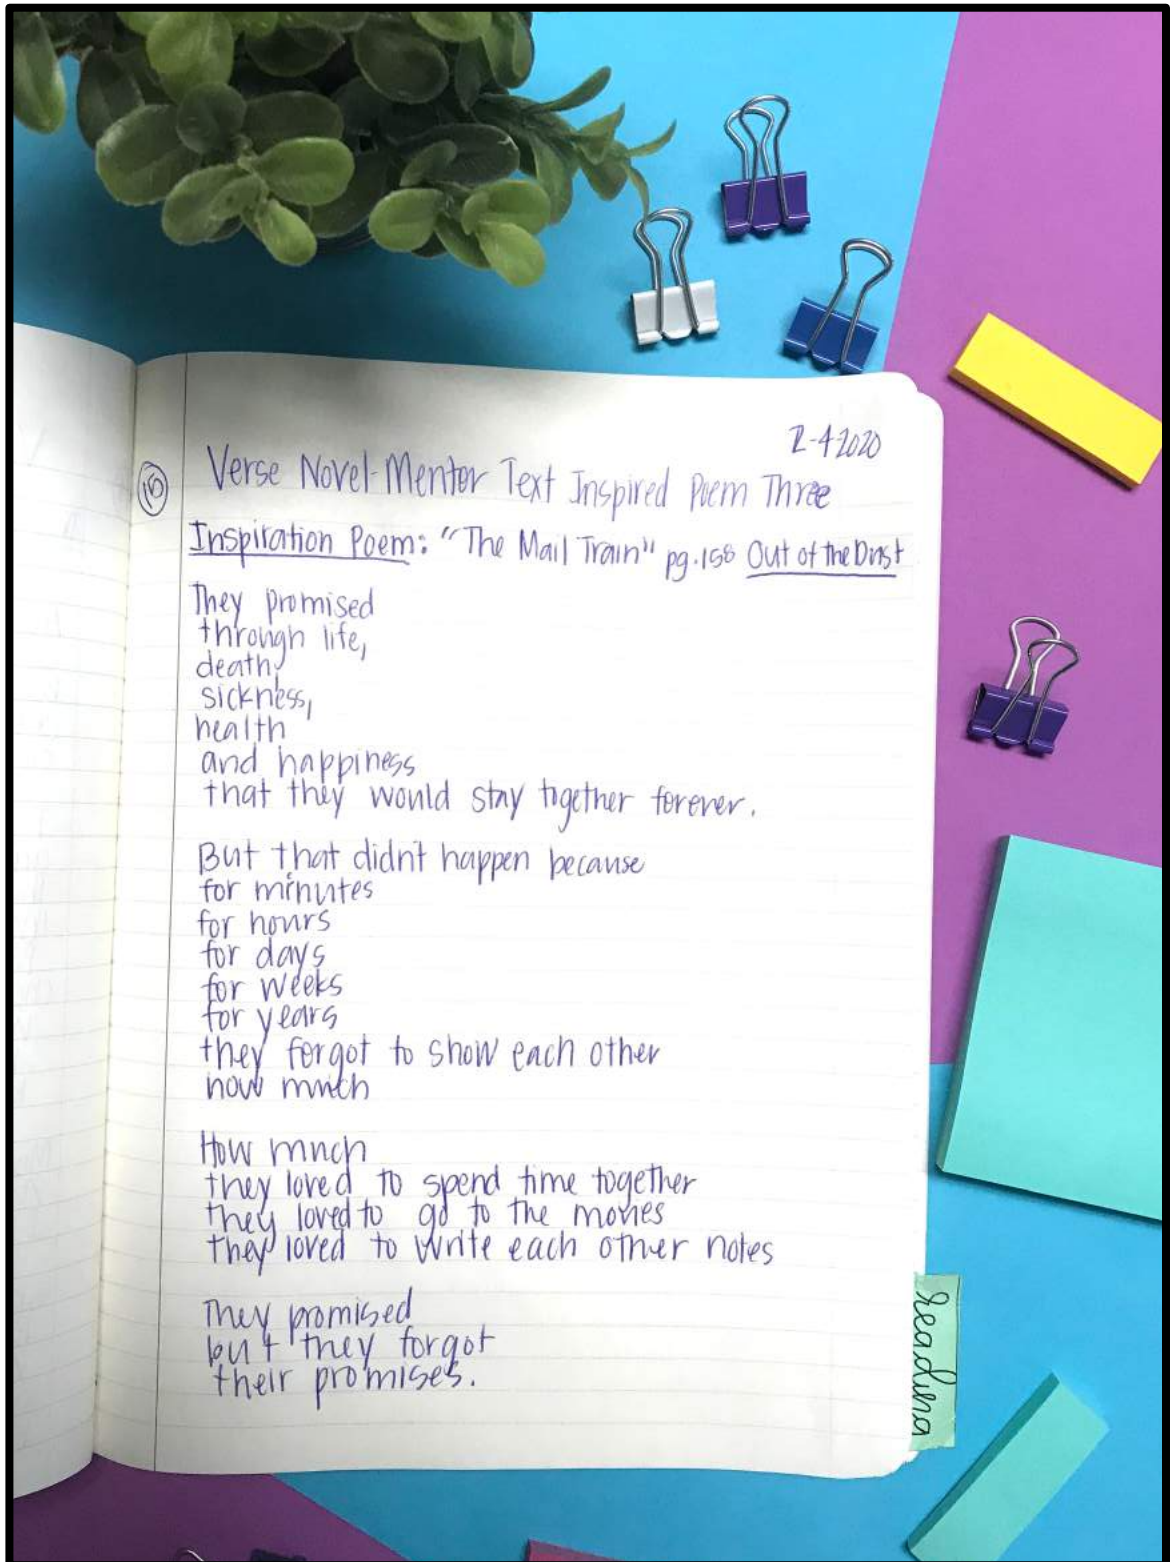 2-4-2020
Verse Novel-Mentor Text Inspired Poem Three
Inspiration Poem: "The Mail Train" pg.158 Out of the Dust
They promised
through life,
death,
sickness,
health
and happiness
that they would stay together forever.
But that didn't happen because
for minutes
for hours
for days
for weeks
for years
they forgot to show each other
how much
How much
they loved to spend time together
they loved to go to the movies
they loved to write each other notes
They promised
but they forgot
their promises.
reading